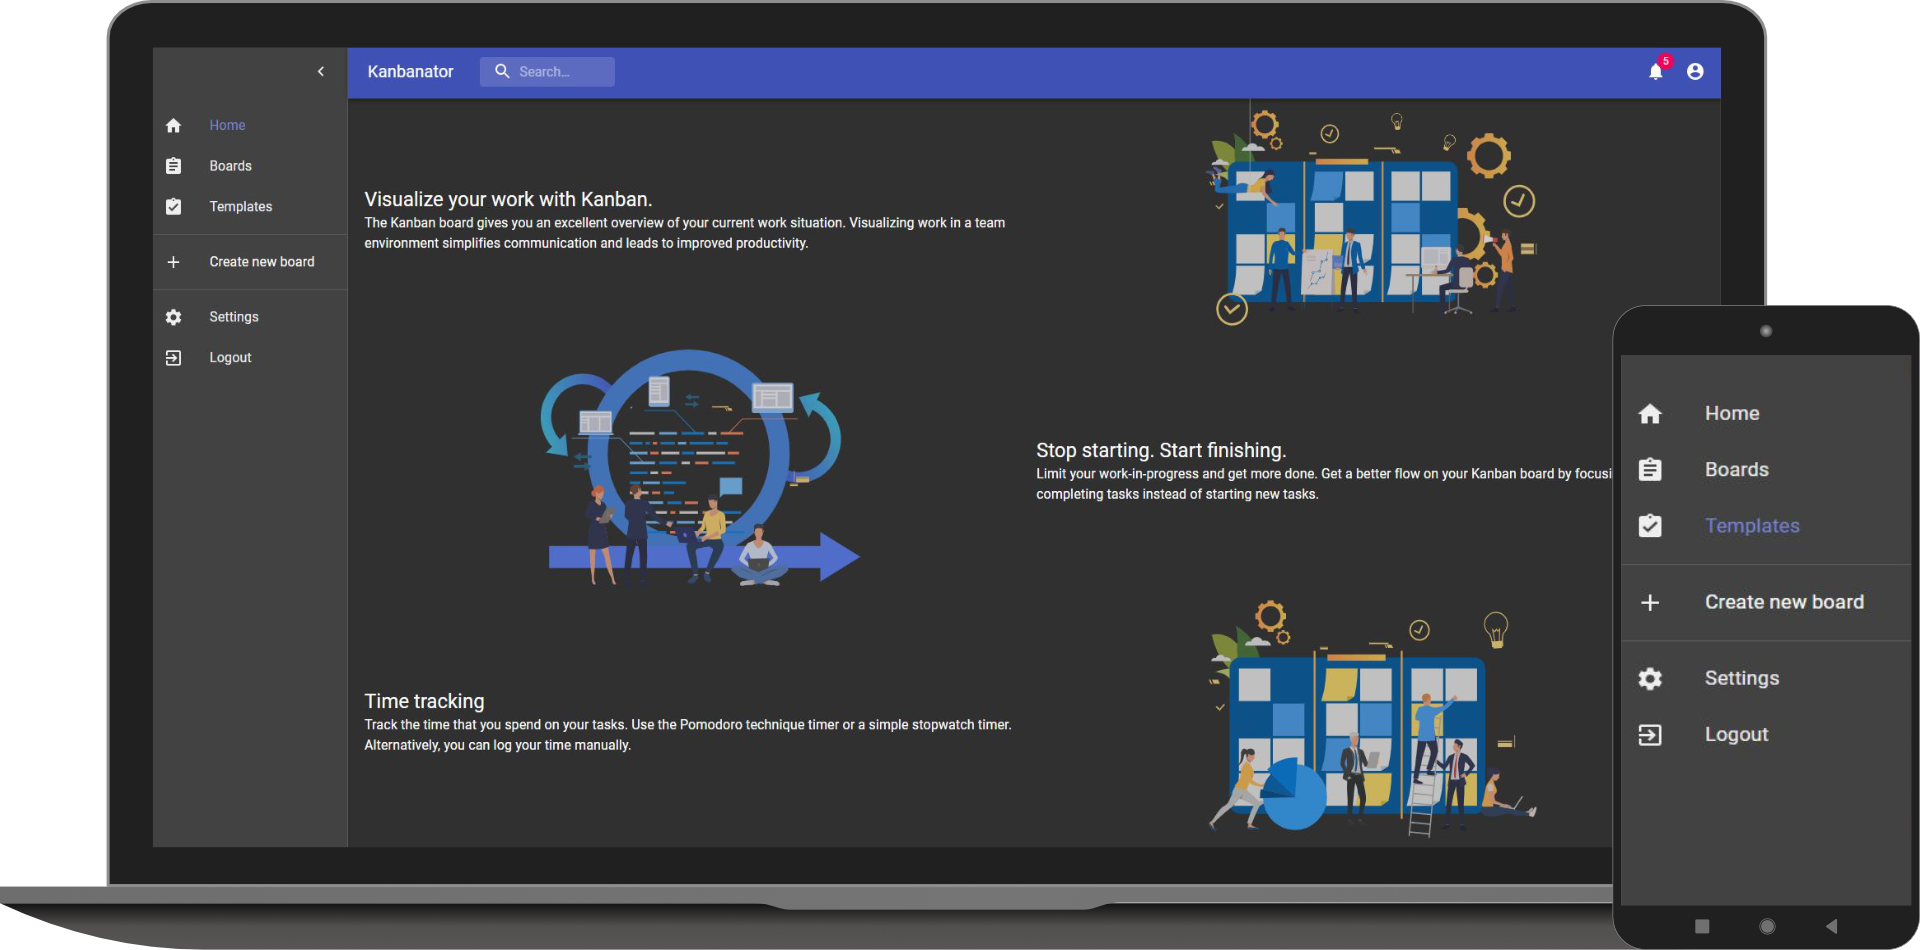 Kanbanator
Search...
5
Home
Boards
Templates
Create new board
Settings
Logout
Visualize your work with Kanban.
The Kanban board gives you an excellent overview of your current work situation. Visualizing work in a team
environment simplifies communication and leads to improved productivity.
Stop starting. Start finishing.
Limit your work-in-progress and get more done. Get a better flow on your Kanban board by focusi
completing tasks instead of starting new tasks.
Time tracking
Track the time that you spend on your tasks. Use the Pomodoro technique timer or a simple stopwatch timer.
Alternatively, you can log your time manually.
Home
Boards
Templates
Create new board
Settings
Logout